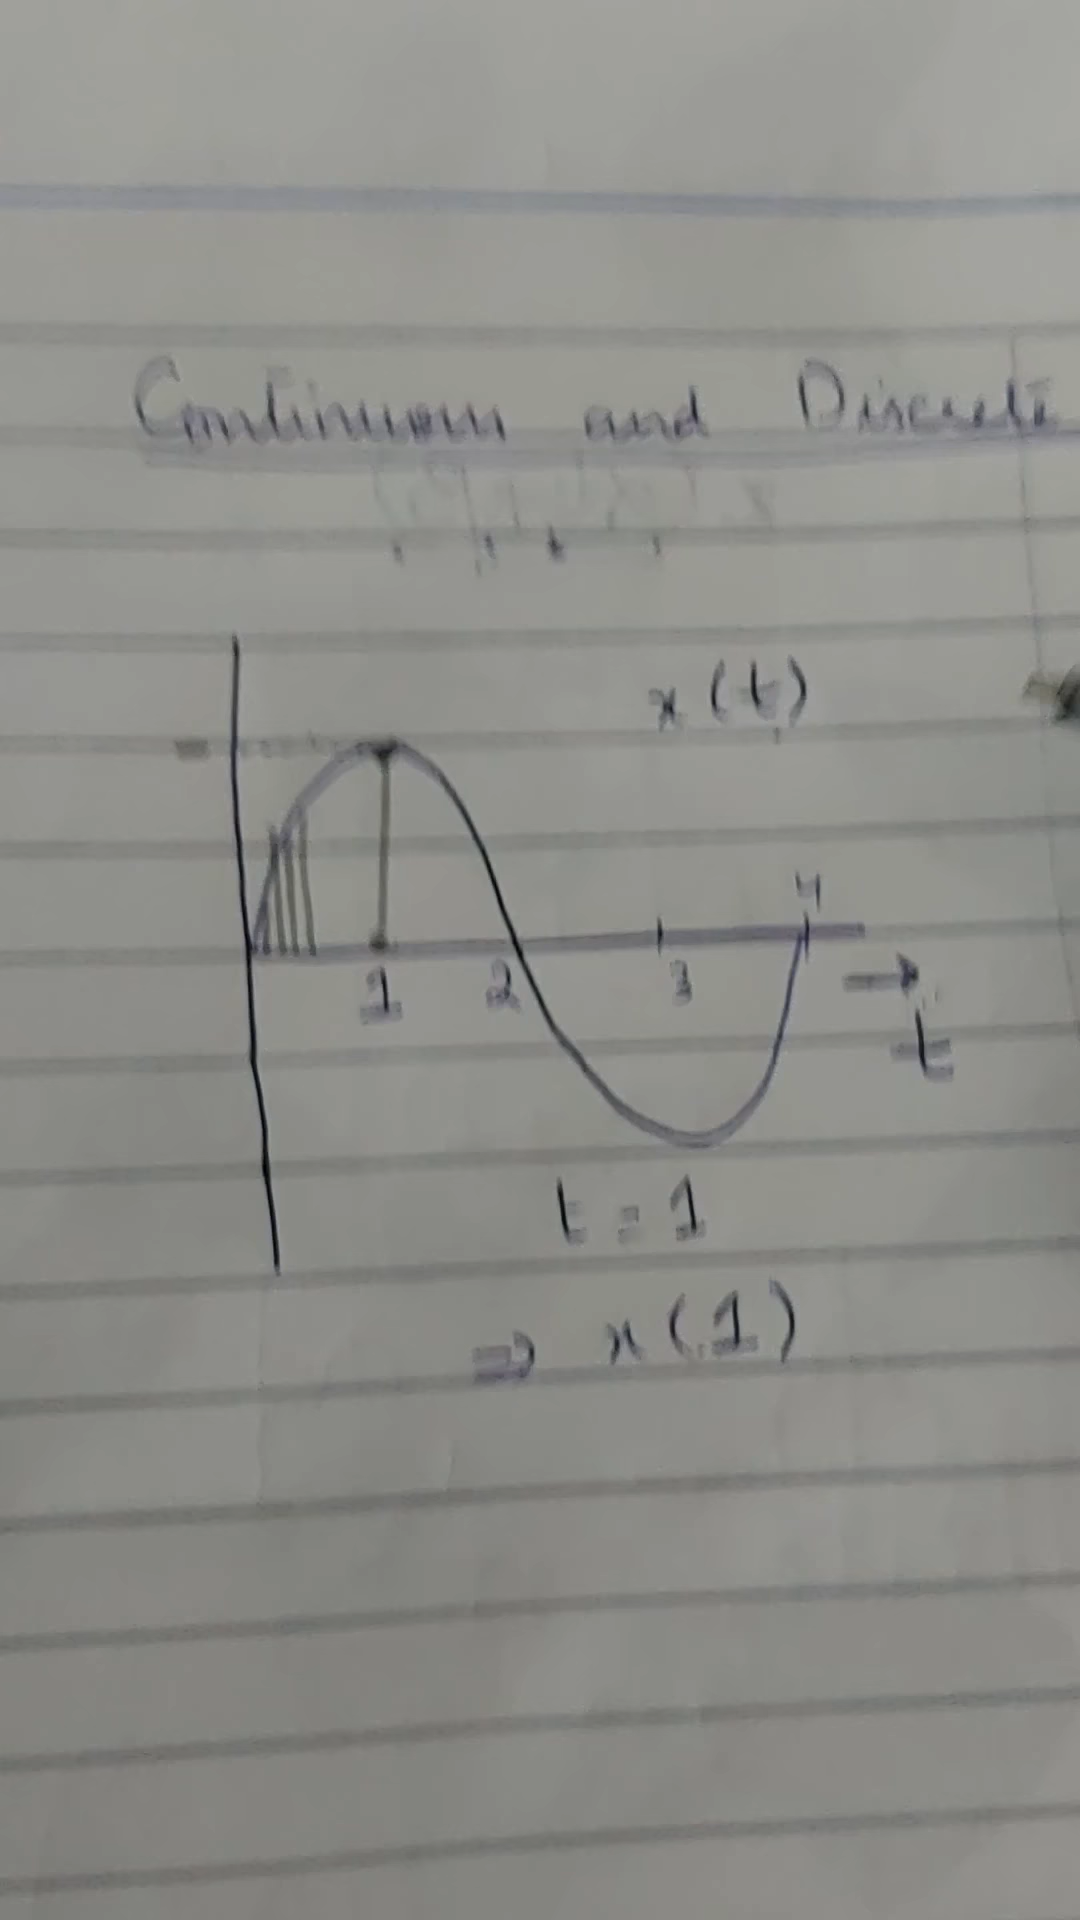 Continuous and Discrete
x(t)
4
1 2 3
t
t = 1
⇒ x(1)